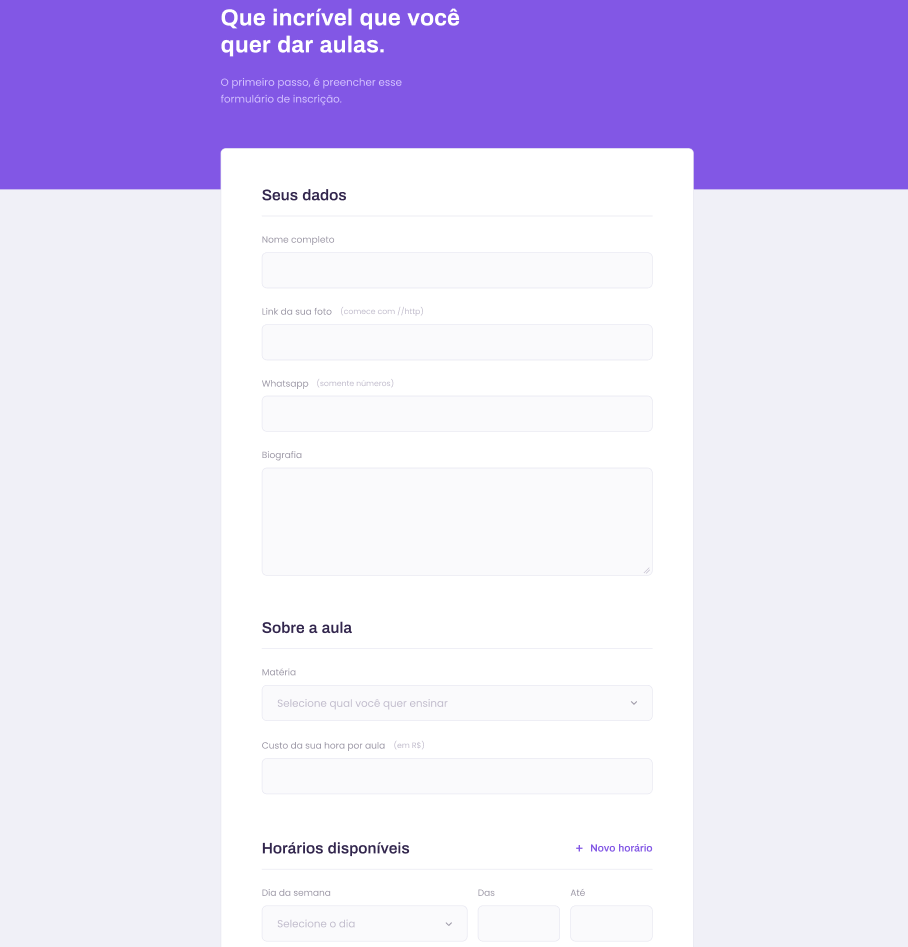 Que incrível que você
quer dar aulas.
O primeiro passo, é preencher esse
formulário de inscrição.
Seus dados
Nome completo
Link da sua foto (comece com //http)
Whatsapp (somente números)
Biografia
Sobre a aula
Matéria
Selecione qual você quer ensinar
Custo da sua hora por aula (em R$)
Horários disponíveis + Novo horário
Dia da semana Das Até
Selecione o dia